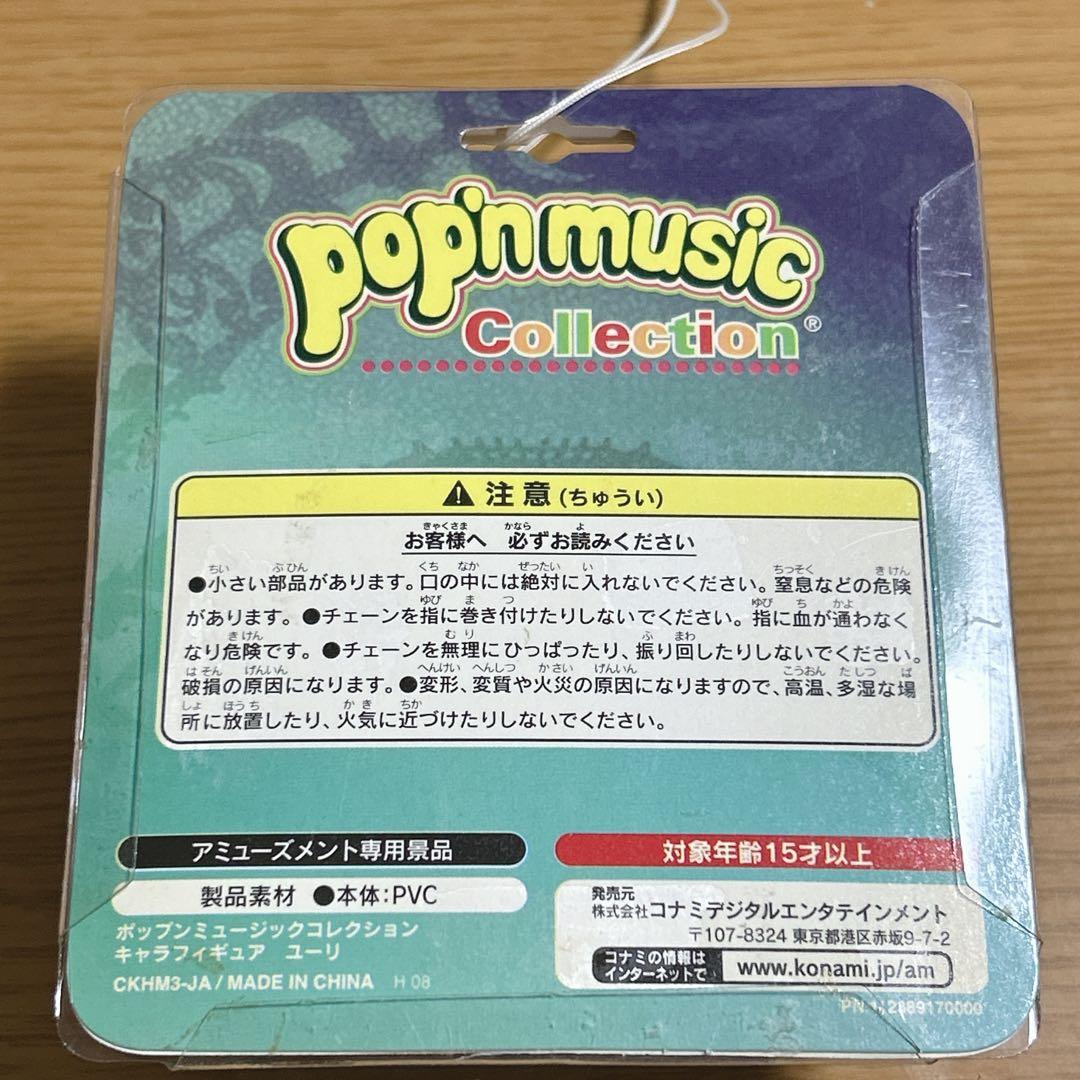 pop'n music
Collection®
注意(ちゅうい)
お客様へ 必ずお読みください
●小さい部品があります。口の中には絶対に入れないでください。窒息などの危険
があります。●チェーンを指に巻き付けたりしないでください。指に血が通わなく
なり危険です。●チェーンを無理にひっぱったり、振り回したりしないでください。
破損の原因になります。●変形、変質や火災の原因になりますので、高温、多湿な場
所に放置したり、火気に近づけたりしないでください。
アミューズメント専用景品
製品素材 ●本体:PVC
ポップンミュージックコレクション
キャラフィギュア ユーリ
CKHM3-JA / MADE IN CHINA H 08
対象年齢15才以上
発売元
株式会社コナミデジタルエンタテインメント
〒107-8324 東京都港区赤坂9-7-2
コナミの情報は
インターネットで
www.konami.jp/am